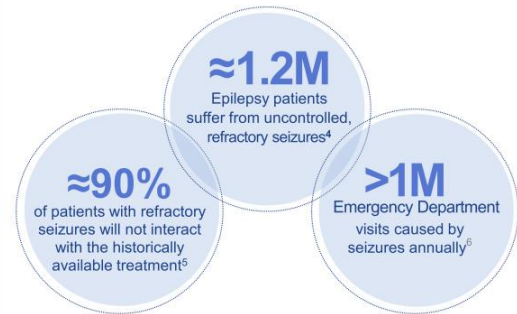 ≈1.2M
Epilepsy patients
suffer from uncontrolled,
refractory seizures⁴
≈90%
of patients with refractory
seizures will not interact
with the historically
available treatment⁵
>1M
Emergency Department
visits caused by
seizures annually⁶